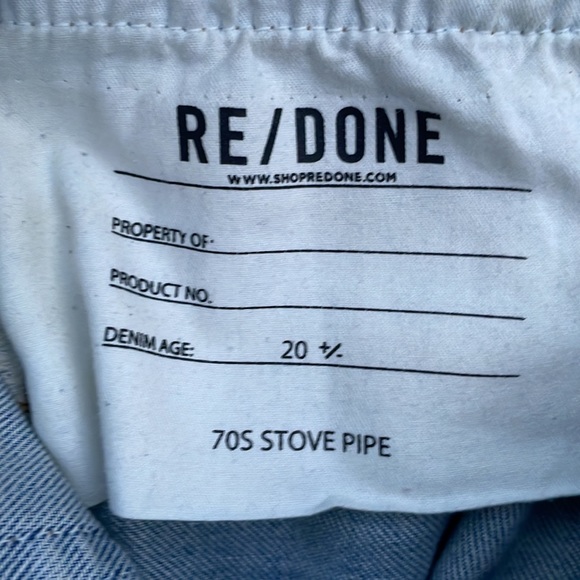 RE/DONE
WWW.SHOPREDONE.COM
PROPERTY OF:
PRODUCT NO.
DENIM AGE: 20 +/-
70S STOVE PIPE